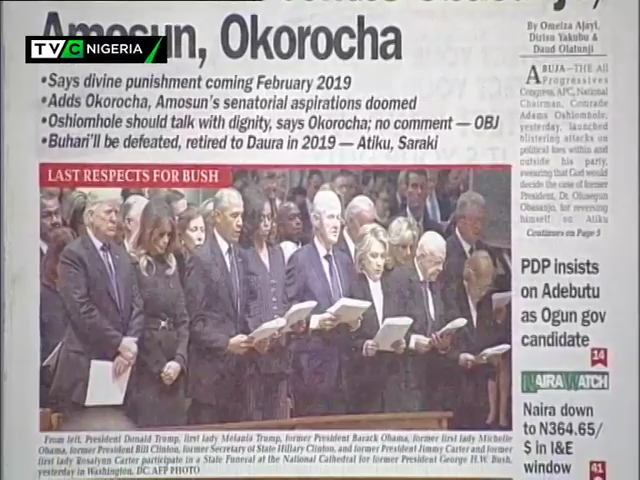 Amosun, Okorocha
TVC NIGERIA
•Says divine punishment coming February 2019
•Adds Okorocha, Amosun's senatorial aspirations doomed
•Oshiomhole should talk with dignity, says Okorocha; no comment — OBJ
•Buhari'll be defeated, retired to Daura in 2019 — Atiku, Saraki
LAST RESPECTS FOR BUSH
From left, President Donald Trump, first lady Melania Trump, former President Barack Obama, former first lady Michelle
Obama, former President Bill Clinton, former Secretary of State Hillary Clinton, and former President Jimmy Carter and former
first lady Rosalynn Carter participate in a State Funeral at the National Cathedral for former President George H.W. Bush,
yesterday in Washington, DC. AFP PHOTO
By Omeiza Ajayi,
Dirisu Yakubu &
Daud Olatunji
ABUJA—THE All
Progressives
Congress, APC, National
Chairman, Comrade
Adams Oshiomhole,
yesterday, launched
blistering attacks on
political foes within and
outside his party,
swearing that God would
decide the case of former
President, Dr. Olusegun
Obasanjo, for reversing
himself on Atiku
Continues on Page 5
PDP insists
on Adebutu
as Ogun gov
candidate
14
NAIRA WATCH
Naira down
to N364.65/
$ in I&E
window
41